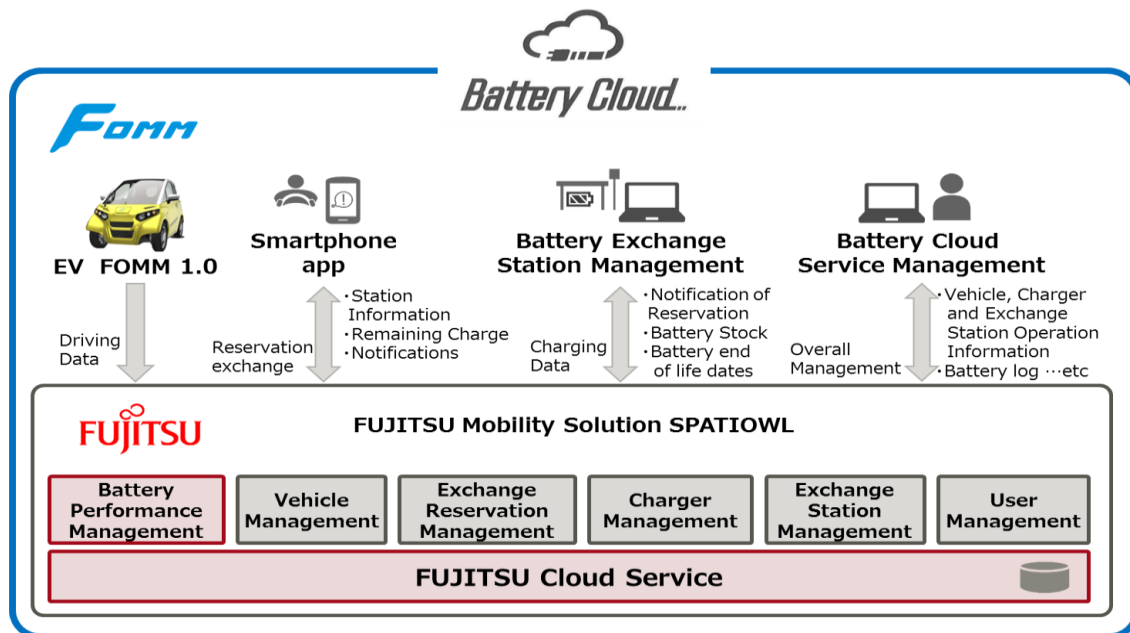 Battery Cloud..
FOMM
EV FOMM 1.0
Smartphone
app
Battery Exchange
Station Management
Battery Cloud
Service Management
Driving
Data
Reservation
exchange
・Station
Information
・Remaining Charge
・Notifications
Charging
Data
・Notification of
Reservation
・Battery Stock
・Battery end
of life dates
Overall
Management
・Vehicle, Charger
and Exchange
Station Operation
Information
・Battery log …etc
FUJITSU
FUJITSU Mobility Solution SPATIOWL
Battery
Performance
Management
Vehicle
Management
Exchange
Reservation
Management
Charger
Management
Exchange
Station
Management
User
Management
FUJITSU Cloud Service